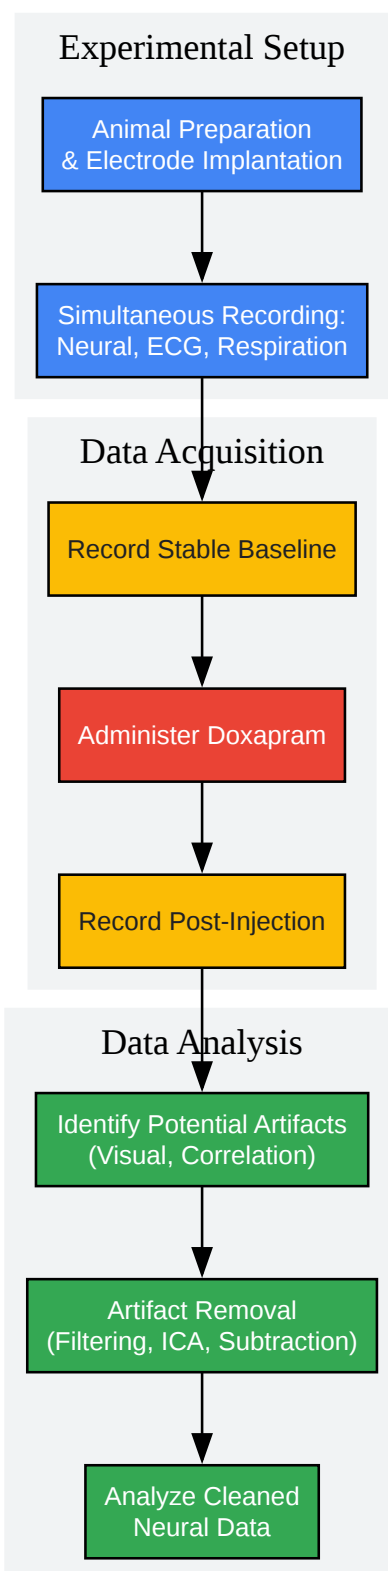 Experimental Setup
Animal Preparation
& Electrode Implantation
Simultaneous Recording:
Neural, ECG, Respiration
Data Acquisition
Record Stable Baseline
Administer Doxapram
Record Post-Injection
Data Analysis
Identify Potential Artifacts
(Visual, Correlation)
Artifact Removal
(Filtering, ICA, Subtraction)
Analyze Cleaned
Neural Data